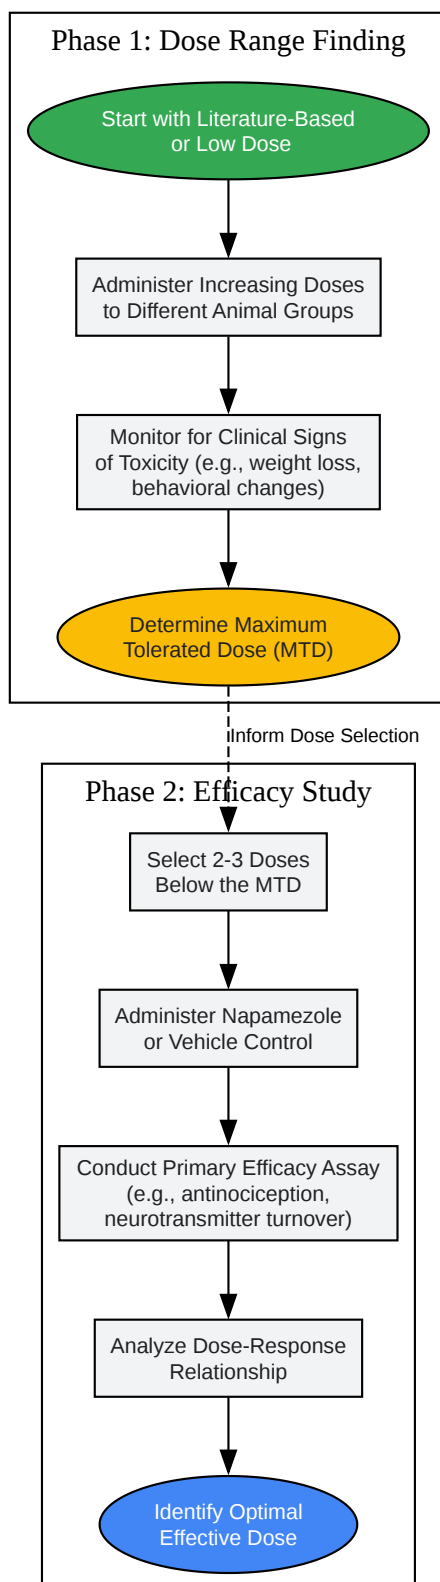 Phase 1: Dose Range Finding
Start with Literature-Based
or Low Dose
Administer Increasing Doses
to Different Animal Groups
Monitor for Clinical Signs
of Toxicity (e.g., weight loss,
behavioral changes)
Determine Maximum
Tolerated Dose (MTD)
Inform Dose Selection
Phase 2: Efficacy Study
Select 2-3 Doses
Below the MTD
Administer Napamezole
or Vehicle Control
Conduct Primary Efficacy Assay
(e.g., antinociception,
neurotransmitter turnover)
Analyze Dose-Response
Relationship
Identify Optimal
Effective Dose